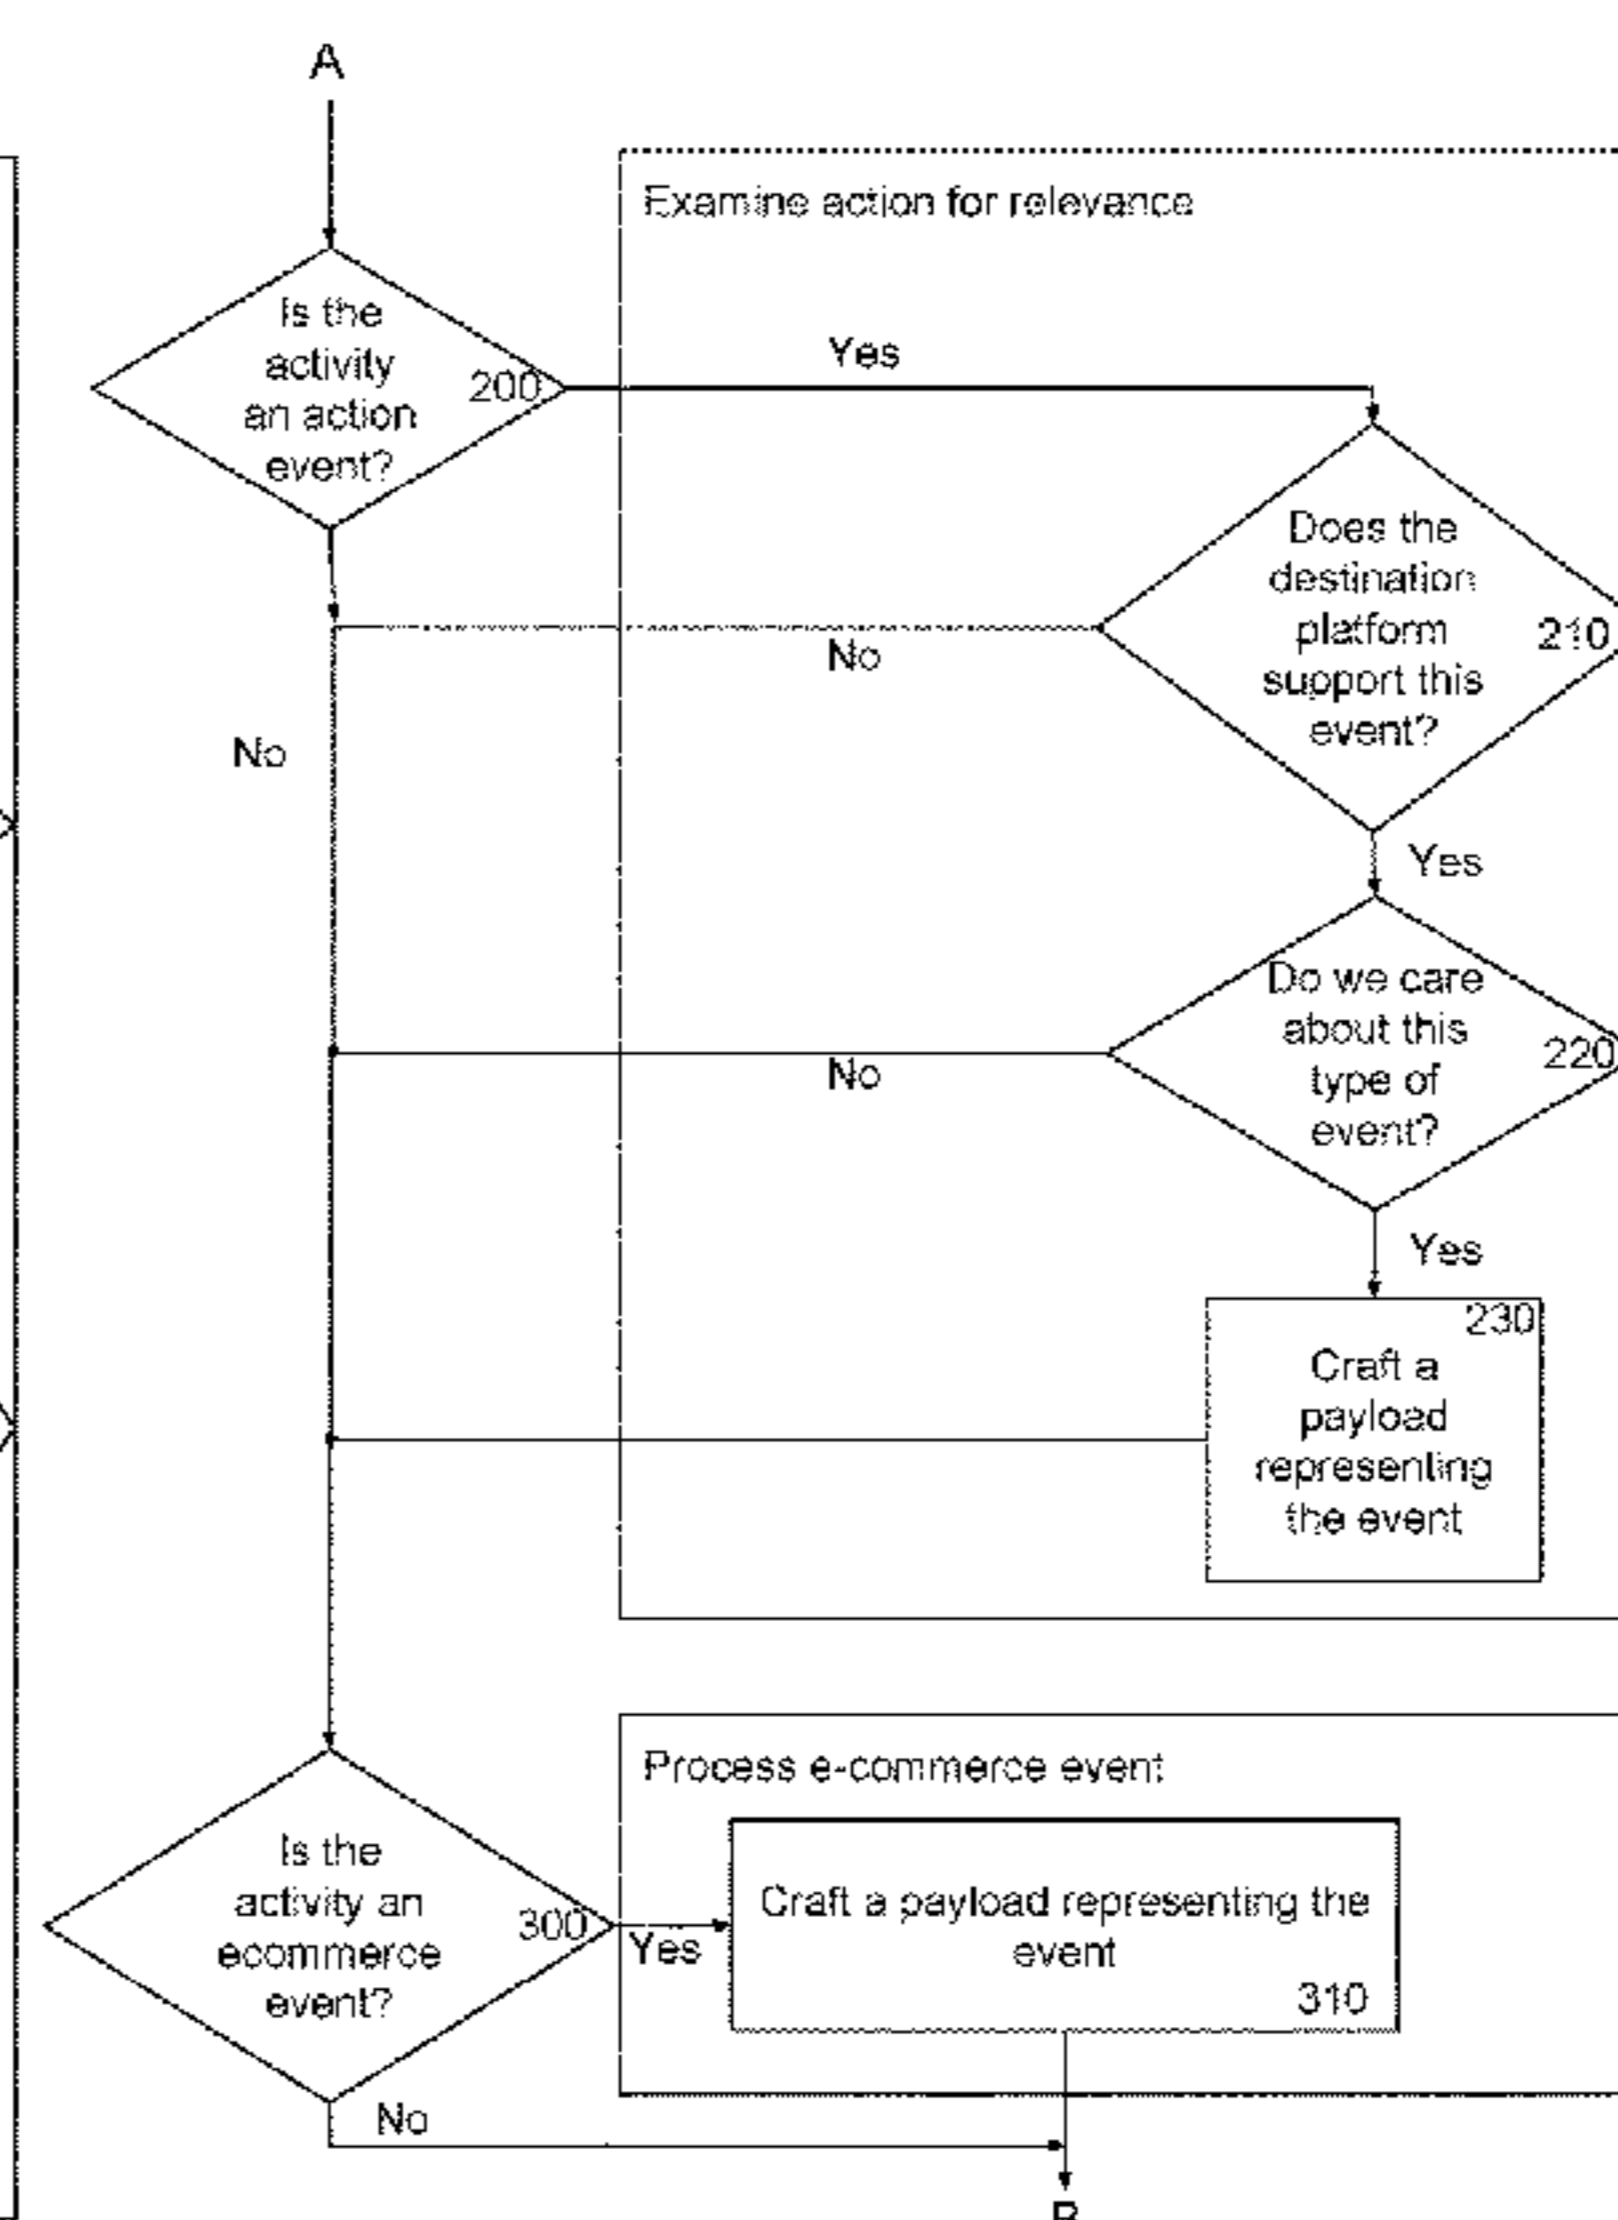 A
Examine action for relevance
Is the
activity
an action
event?
200
Yes
Does the
destination
platform
support this
event?
210
No
No
Yes
Do we care
about this
type of
event?
220
No
Yes
230
Craft a
payload
representing
the event
Process e-commerce event
Is the
activity an
ecommerce
event?
300
Yes
Craft a payload representing the
event
310
No